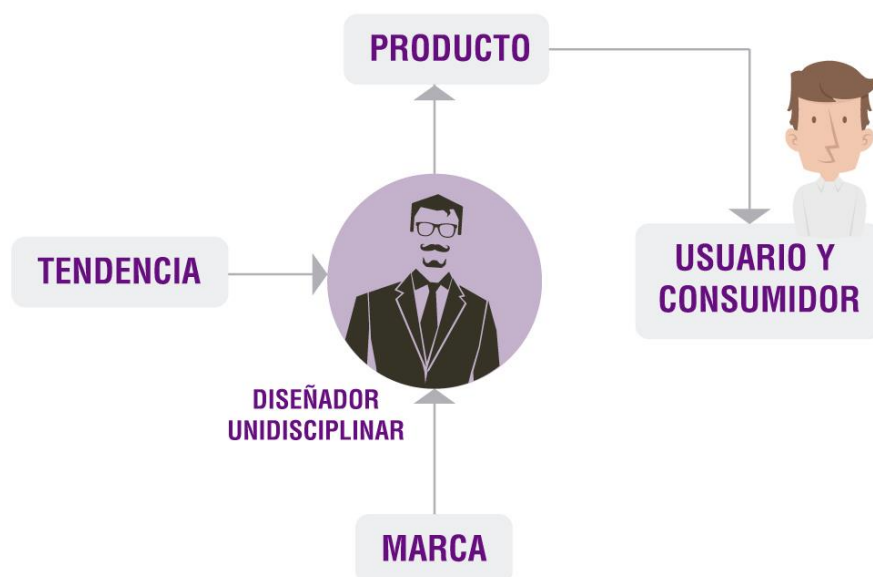 PRODUCTO
TENDENCIA
USUARIO Y
CONSUMIDOR
DISEÑADOR
UNIDISCIPLINAR
MARCA